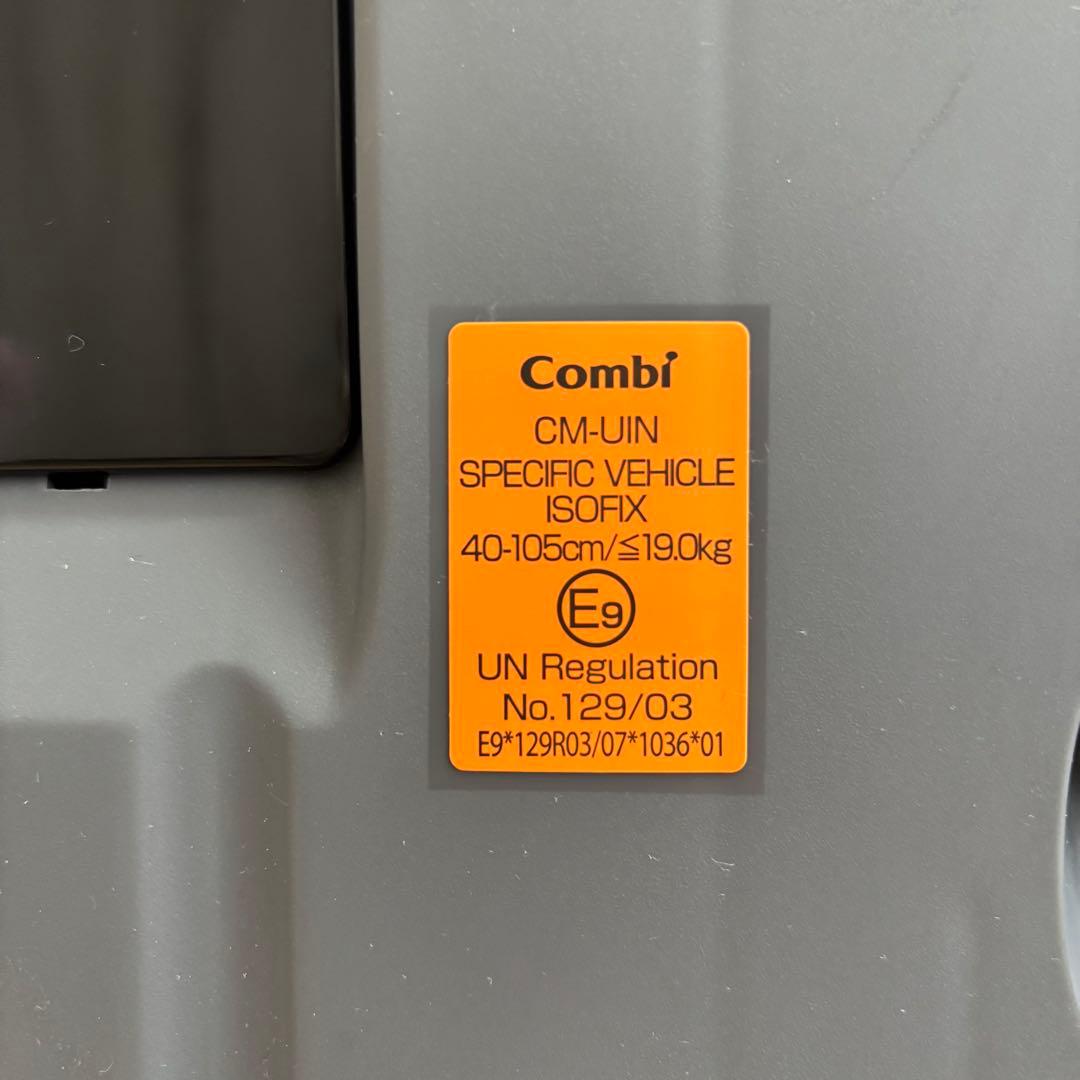 Combi
CM-UIN
SPECIFIC VEHICLE
ISOFIX
40-105cm/≦19.0kg
E9
UN Regulation
No.129/03
E9*129R03/07*1036*01